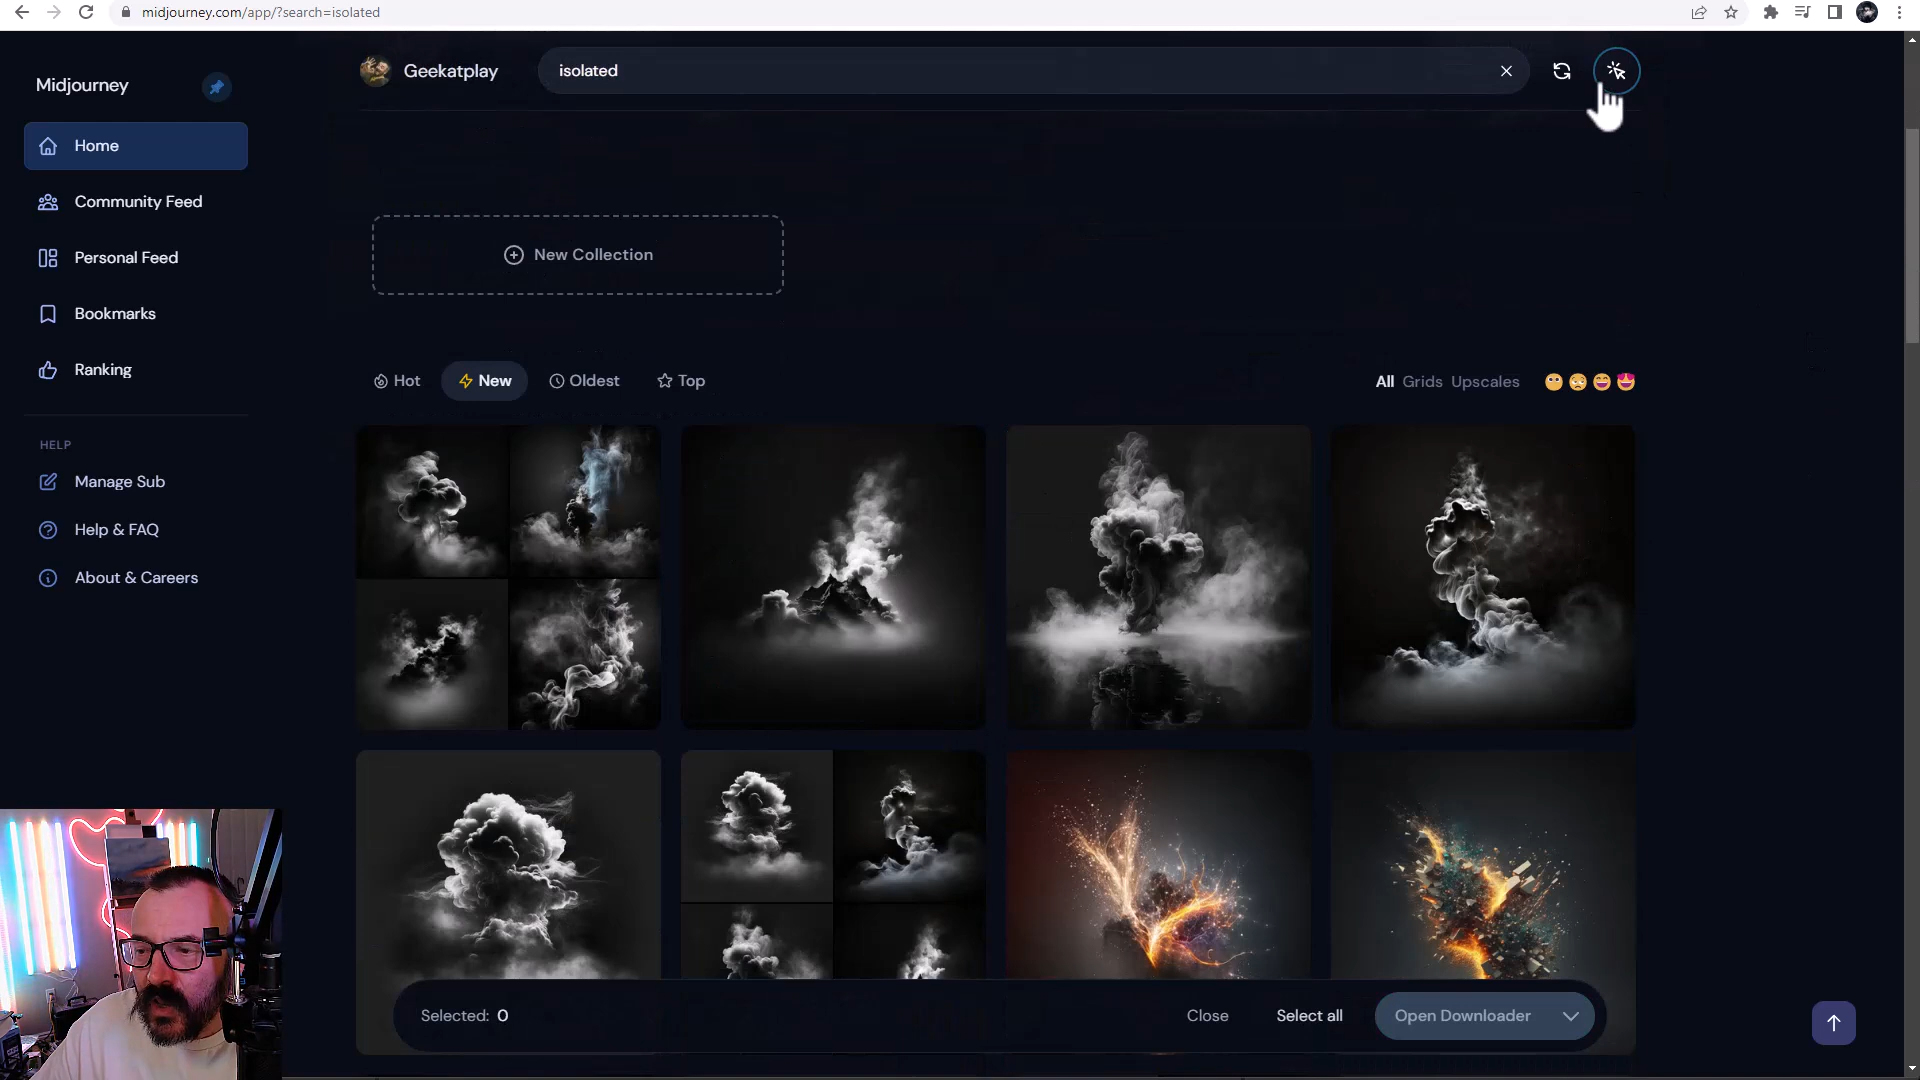 midjourney.com/app/?search=isolated
Midjourney
Geekatplay
isolated
Home
Community Feed
Personal Feed
Bookmarks
Ranking
HELP
Manage Sub
Help & FAQ
About & Careers
New Collection
Hot
New
Oldest
Top
All
Grids
Upscales
Selected: 0
Close
Select all
Open Downloader